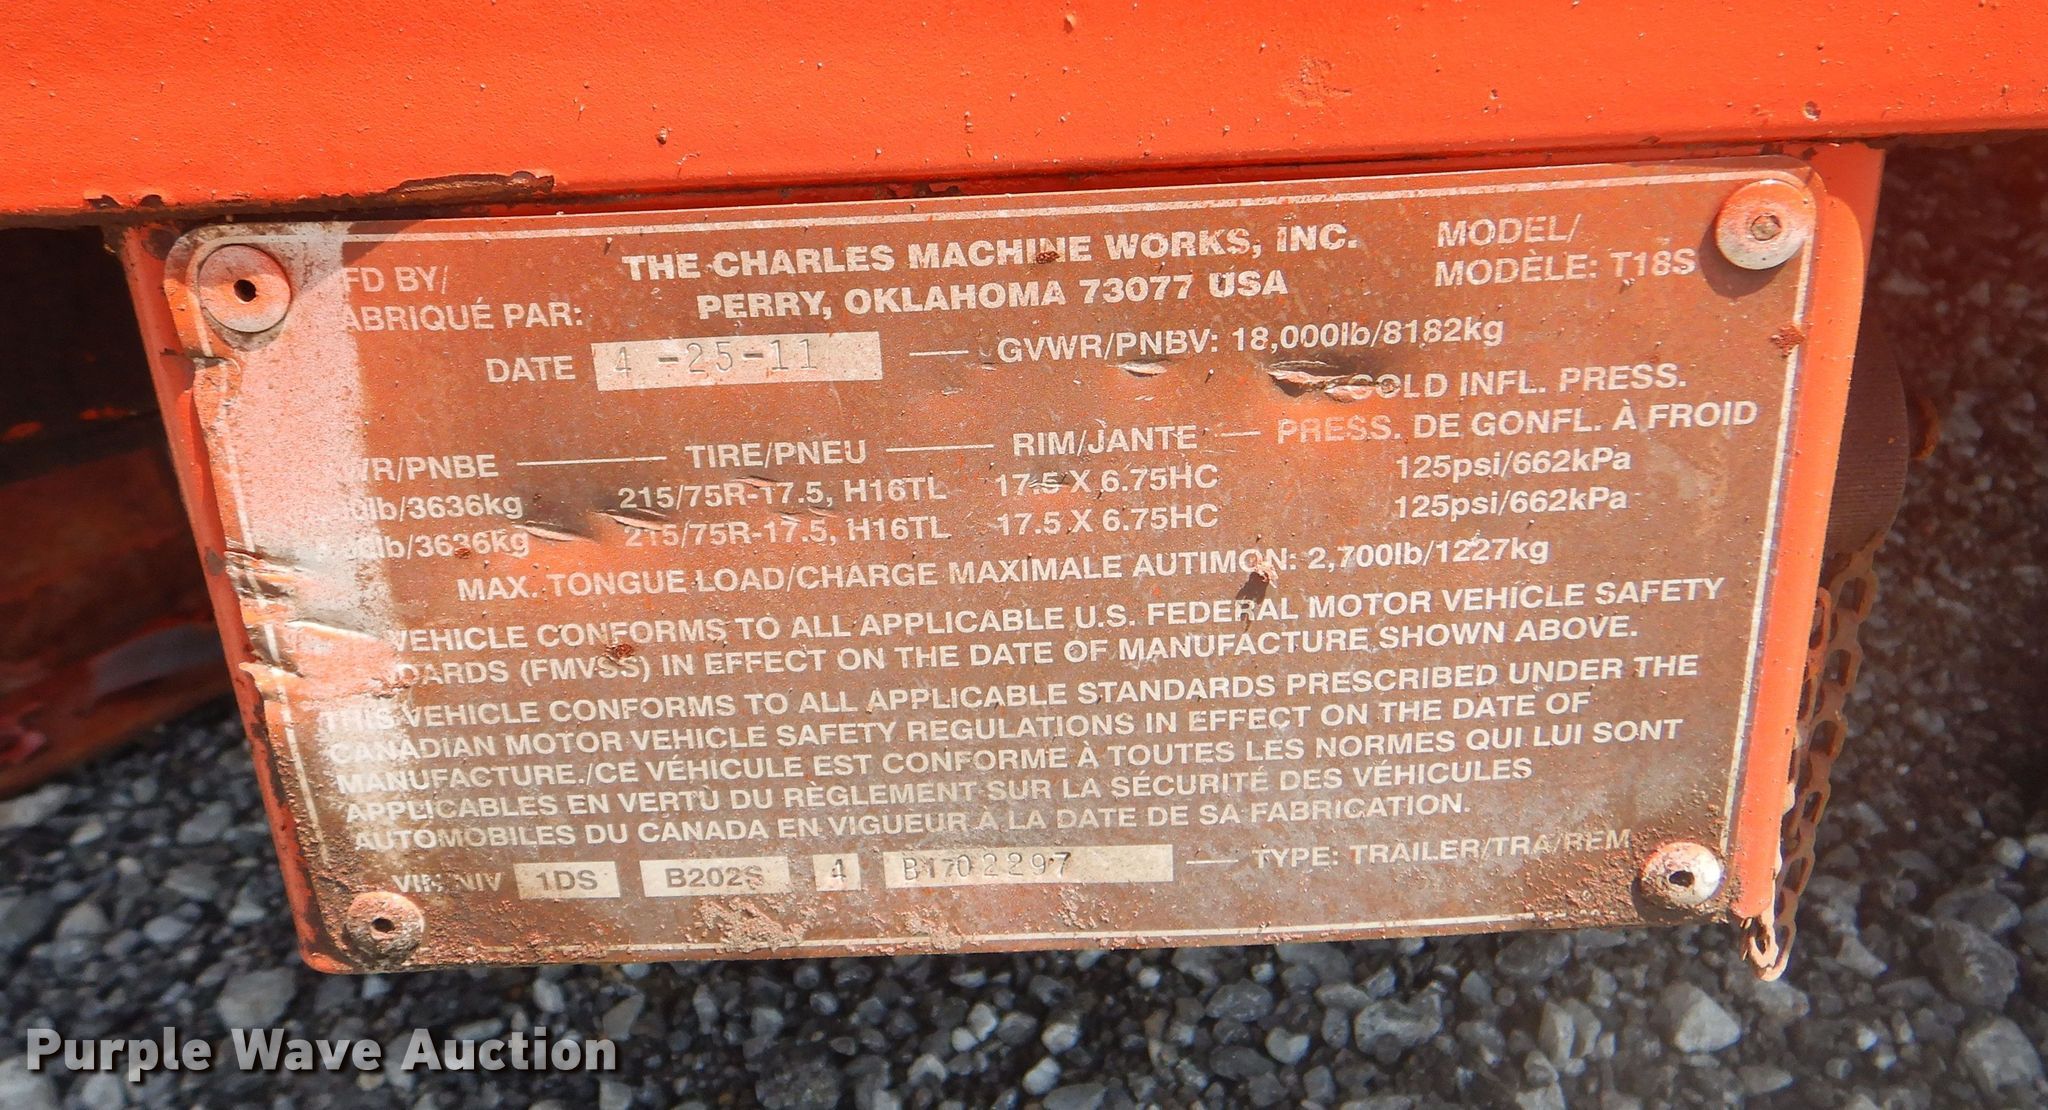 FD BY/ THE CHARLES MACHINE WORKS, INC. MODEL/
ABRIQUÉ PAR: PERRY, OKLAHOMA 73077 USA MODÈLE: T18S
DATE 4-25-11 GVWR/PNBV: 18,000lb/8182kg
COLD INFL. PRESS.
WR/PNBE TIRE/PNEU RIM/JANTE PRESS. DE GONFL. À FROID
0lb/3636kg 215/75R-17.5, H16TL 17.5 X 6.75HC 125psi/662kPa
0lb/3636kg 215/75R-17.5, H16TL 17.5 X 6.75HC 125psi/662kPa
MAX. TONGUE LOAD/CHARGE MAXIMALE AUTIMON: 2,700lb/1227kg
VEHICLE CONFORMS TO ALL APPLICABLE U.S. FEDERAL MOTOR VEHICLE SAFETY
DARDS (FMVSS) IN EFFECT ON THE DATE OF MANUFACTURE SHOWN ABOVE.
THIS VEHICLE CONFORMS TO ALL APPLICABLE STANDARDS PRESCRIBED UNDER THE
CANADIAN MOTOR VEHICLE SAFETY REGULATIONS IN EFFECT ON THE DATE OF
MANUFACTURE./CE VÉHICULE EST CONFORME À TOUTES LES NORMES QUI LUI SONT
APPLICABLES EN VERTU DU RÈGLEMENT SUR LA SÉCURITÉ DES VÉHICULES
AUTOMOBILES DU CANADA EN VIGUEUR À LA DATE DE SA FABRICATION.
VIN/NIV 1DS B202S 4 B1702297 TYPE: TRAILER/TRA/REM
Purple Wave Auction